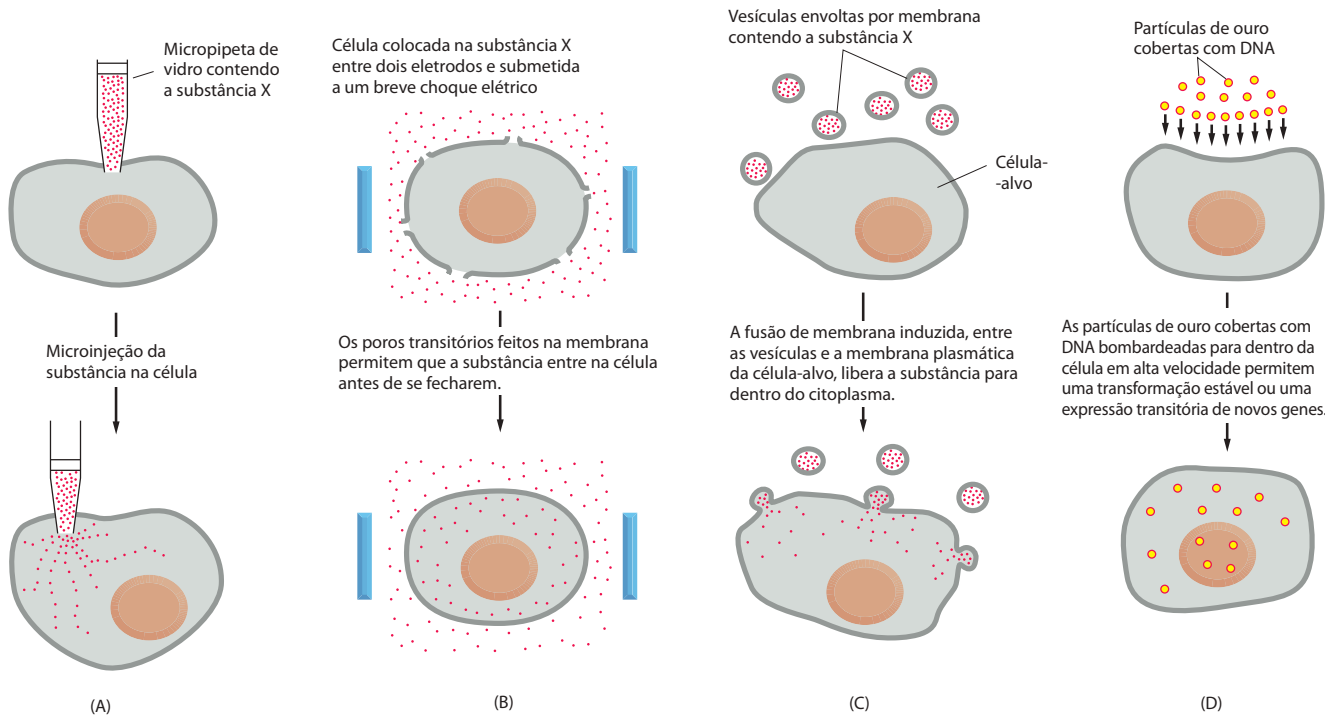 Micropipeta de
vidro contendo
a substância X
Microinjeção da
substância na célula
(A)
Célula colocada na substância X
entre dois eletrodos e submetida
a um breve choque elétrico
Os poros transitórios feitos na membrana
permitem que a substância entre na célula
antes de se fecharem.
(B)
Vesículas envoltas por membrana
contendo a substância X
Célula-
-alvo
A fusão de membrana induzida, entre
as vesículas e a membrana plasmática
da célula-alvo, libera a substância para
dentro do citoplasma.
(C)
Partículas de ouro
cobertas com DNA
As partículas de ouro cobertas com
DNA bombardeadas para dentro da
célula em alta velocidade permitem
uma transformação estável ou uma
expressão transitória de novos genes.
(D)